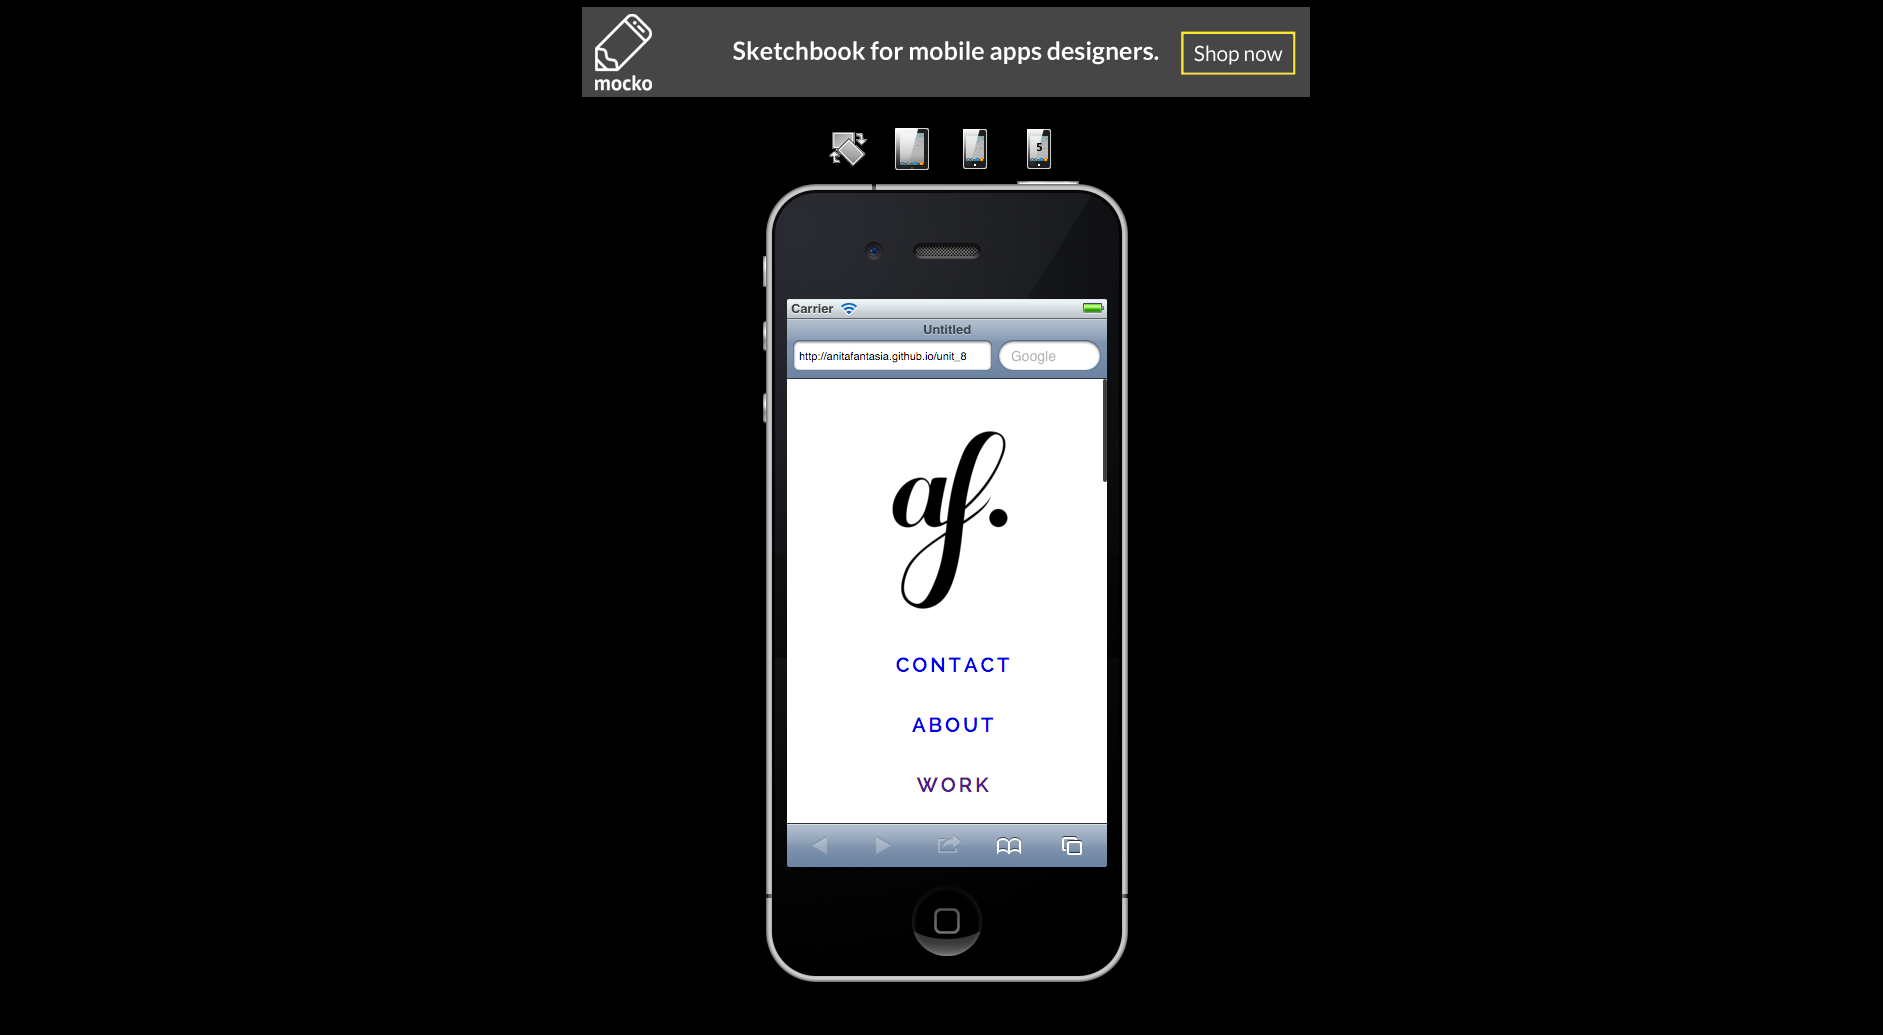 mocko
Sketchbook for mobile apps designers.
Shop now
5
Carrier
Untitled
http://anitafantasia.github.io/unit_8
Google
af.
CONTACT
ABOUT
WORK